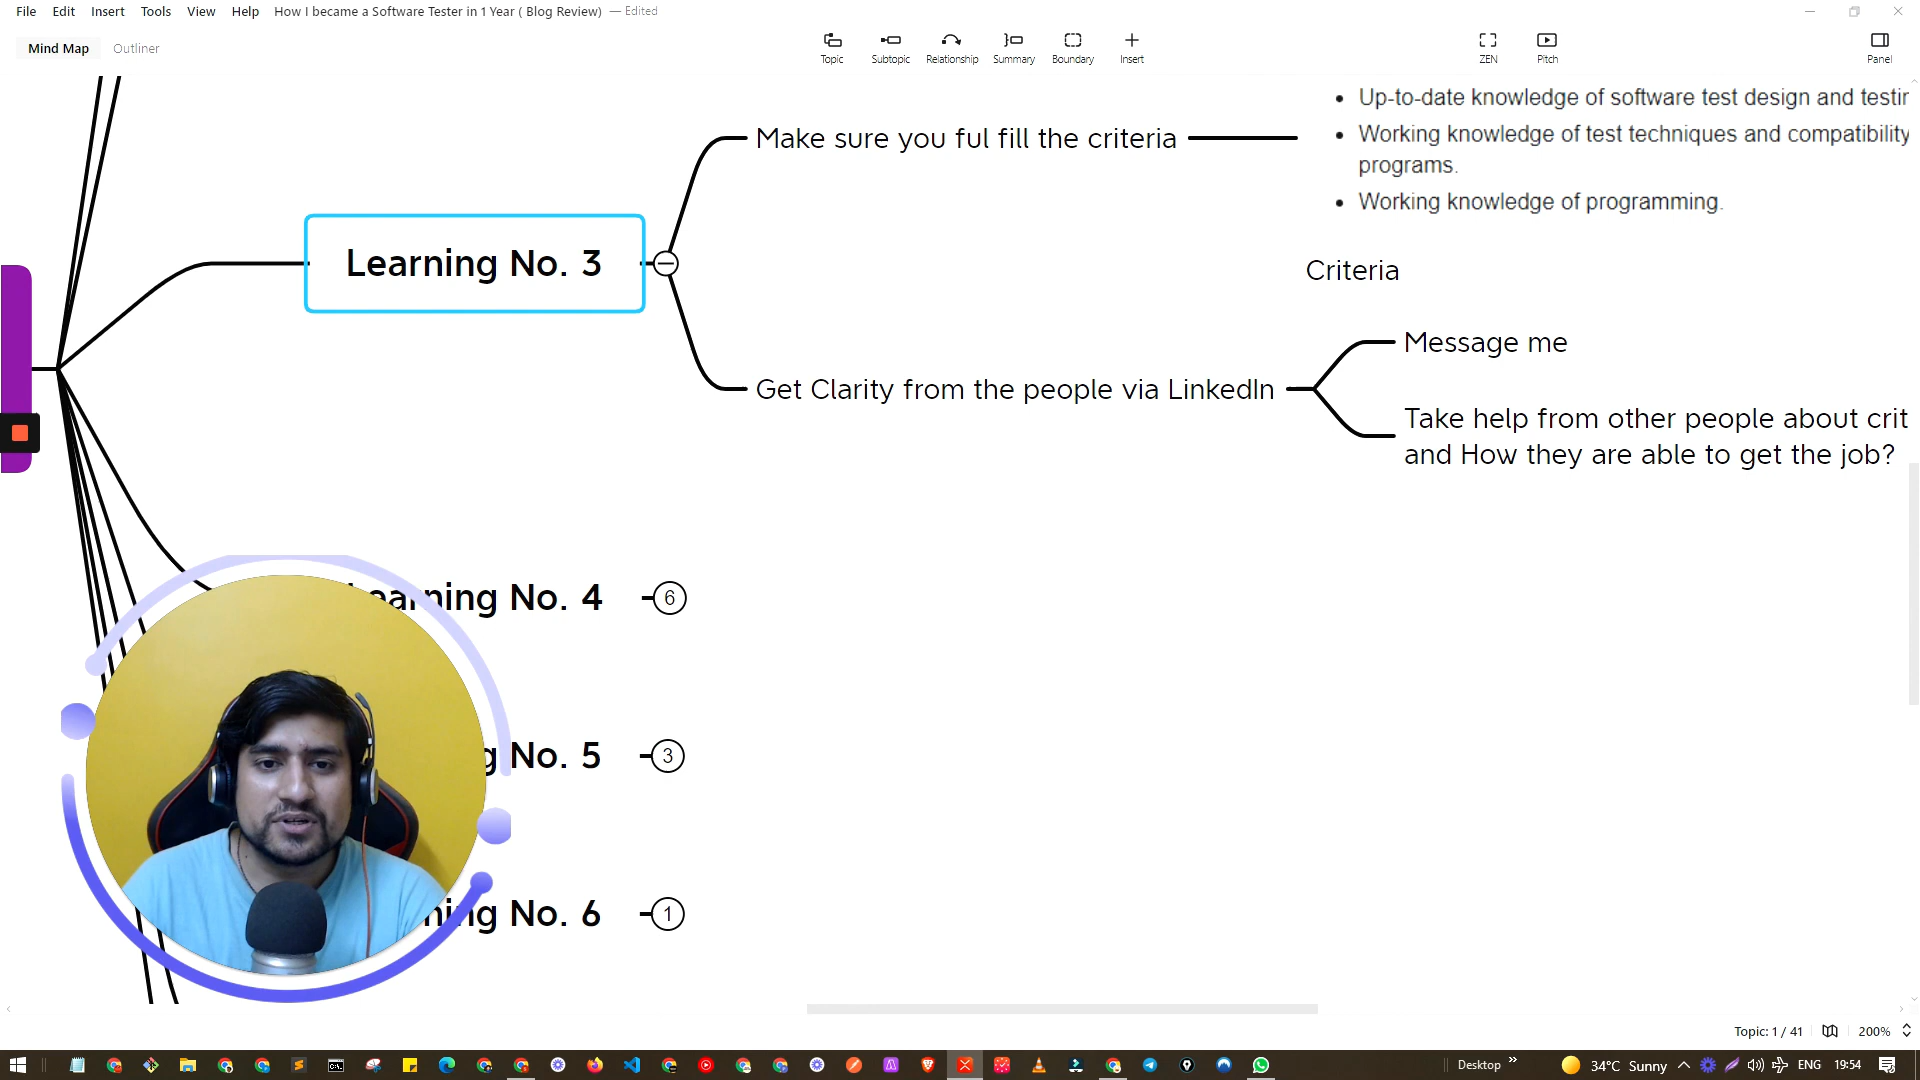 File Edit Insert Tools View Help How I became a Software Tester in 1 Year ( Blog Review) — Edited
Mind Map Outliner
Topic Subtopic Relationship Summary Boundary Insert ZEN Pitch Panel
• Up-to-date knowledge of software test design and testin
Make sure you ful fill the criteria
• Working knowledge of test techniques and compatibility
programs.
• Working knowledge of programming.
Learning No. 3
Criteria
Message me
Get Clarity from the people via LinkedIn
Take help from other people about crit
and How they are able to get the job?
Learning No. 4 6
g No. 5 3
ning No. 6 1
Topic: 1 / 41 200%
Desktop 34°C Sunny ENG 19:54